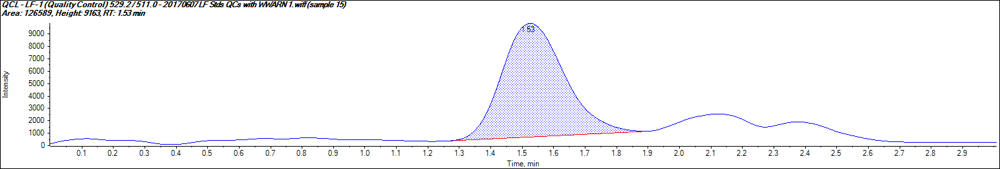 QCL - LF-1 (Quality Control) 529.2 / 511.0 - 20170607 LF Stds QCs with WWARN 1.wiff (sample 15)
Area: 126589, Height: 9163, RT: 1.53 min
1.53
9000
8000
7000
6000
5000
4000
3000
2000
1000
0
Intensity
0.1 0.2 0.3 0.4 0.5 0.6 0.7 0.8 0.9 1.0 1.1 1.2 1.3 1.4 1.5 1.6 1.7 1.8 1.9 2.0 2.1 2.2 2.3 2.4 2.5 2.6 2.7 2.8 2.9
Time, min